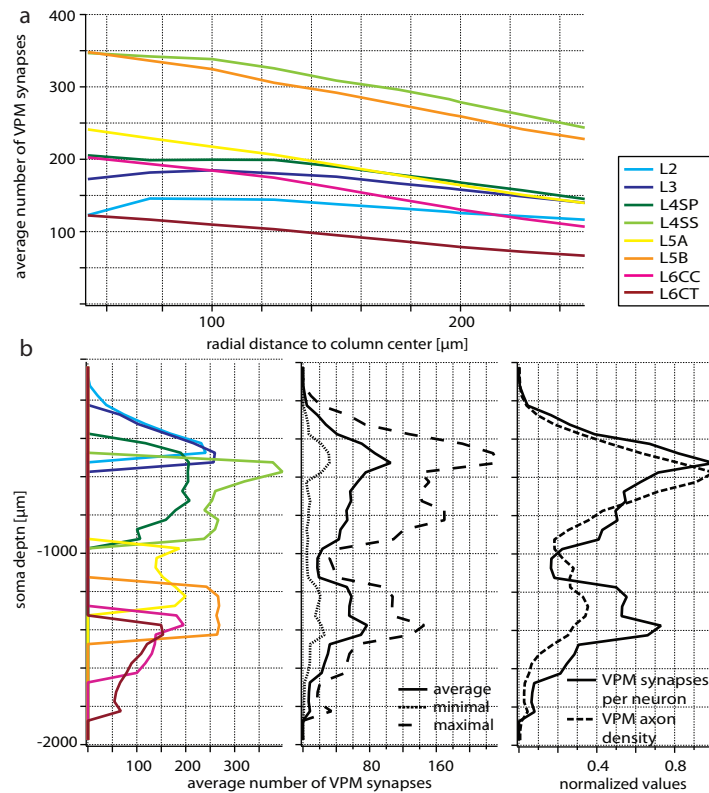 a
400
300
200
100
average number of VPM synapses
100
200
radial distance to column center [µm]
L2
L3
L4SP
L4SS
L5A
L5B
L6CC
L6CT
b
soma deptn [µm]
-1000
-2000
100
200
300
80
160
average number of VPM synapses
average
minimal
maximal
VPM synapses
per neuron
VPM axon
density
0.4
1.0
normalized values